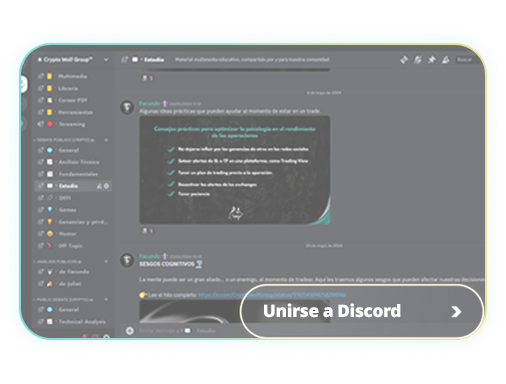 Crypto Wolf Group™
Estudio
Material multimedia educativo, compartido por y para nuestra comunidad.
Buscar
Multimedia
Librería
Cursos PDF
Herramientas
Streaming
General
Análisis Técnico
Fundamentales
Estudio
DEFI
Games
Ganancias y pérd...
Humor
Off Topic
de Facundo
de Juliet
General
Technical Analysis
Facundo
Algunas ideas prácticas que pueden ayudar al momento de estar en un trade.
Consejos prácticos para optimizar la psicología en el rendimiento
de las operaciones
No dejarse influir por las ganancias de otros en las redes sociales
Setear alertas de SL o TP en una plataforma, como Trading View
Tener un plan de trading previo a la operación
Desactivar las alertas de los exchanges
Tener paciencia
Facundo
SESGOS COGNITIVOS
La mente puede ser un gran aliado... o un enemigo, al momento de tradear. Aquí les traemos algunos sesgos que pueden afectar nuestras decisiones
Lee el hilo completo:
Unirse a Discord